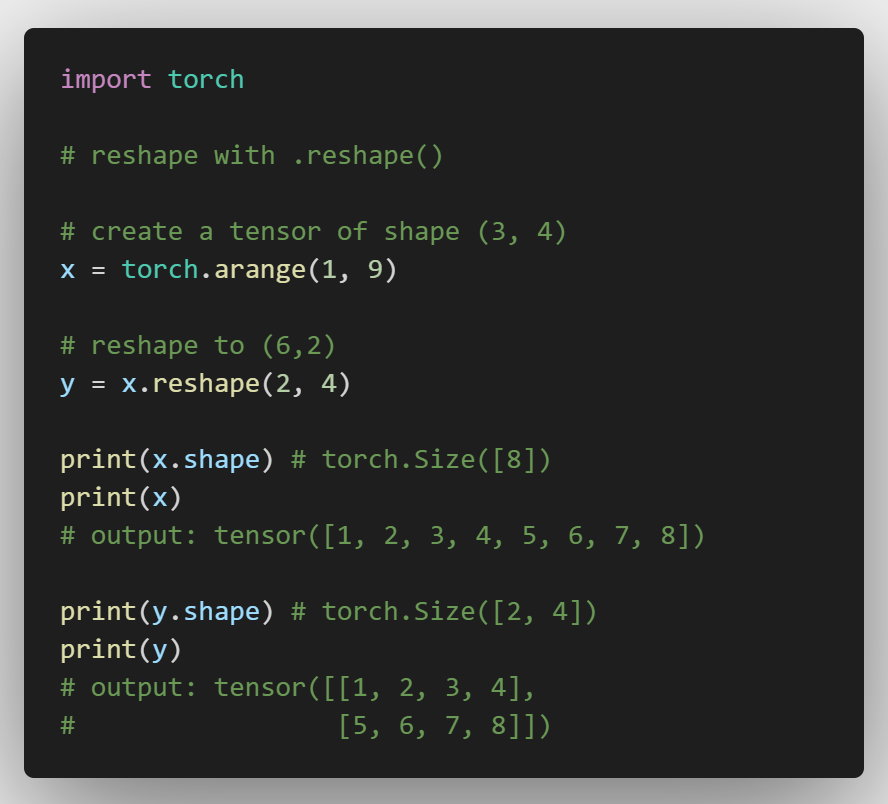 import torch
# reshape with .reshape()
# create a tensor of shape (3, 4)
x = torch.arange(1, 9)
# reshape to (6,2)
y = x.reshape(2, 4)
print(x.shape) # torch.Size([8])
print(x)
# output: tensor([1, 2, 3, 4, 5, 6, 7, 8])
print(y.shape) # torch.Size([2, 4])
print(y)
# output: tensor([[1, 2, 3, 4],
#                 [5, 6, 7, 8]])